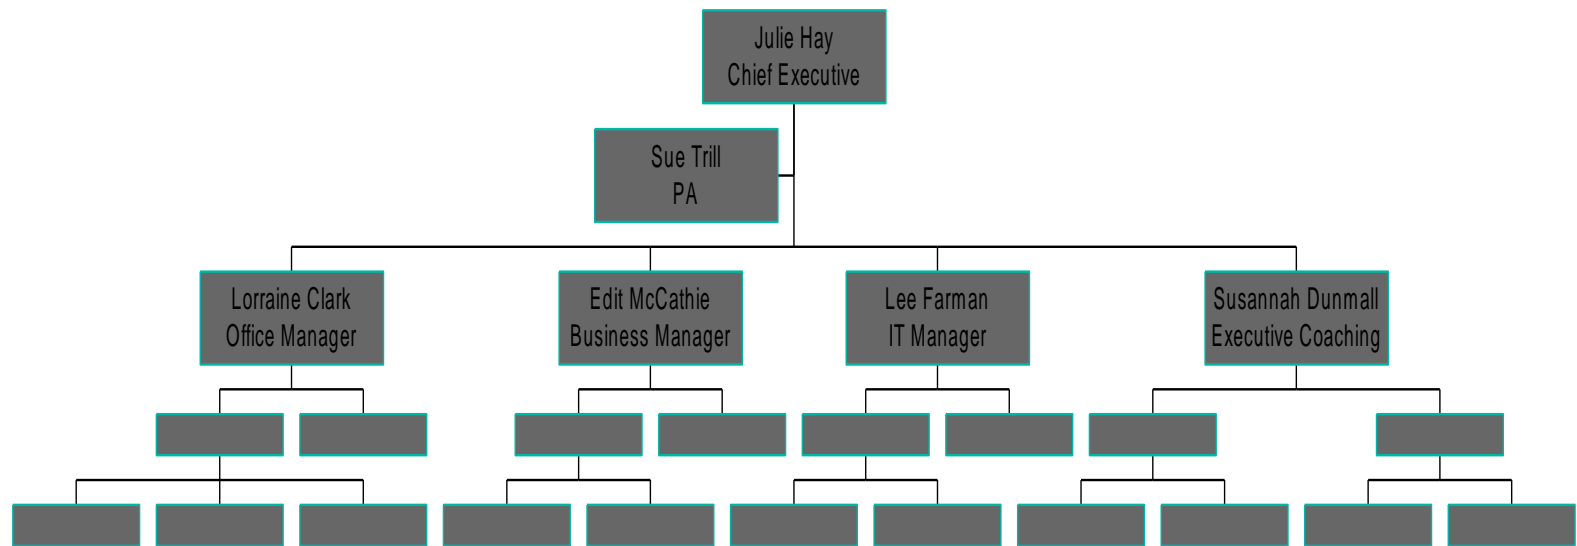 Julie Hay
Chief Executive
Sue Trill
PA
Lorraine Clark
Office Manager
Edit McCathie
Business Manager
Lee Farman
IT Manager
Susannah Dunmall
Executive Coaching